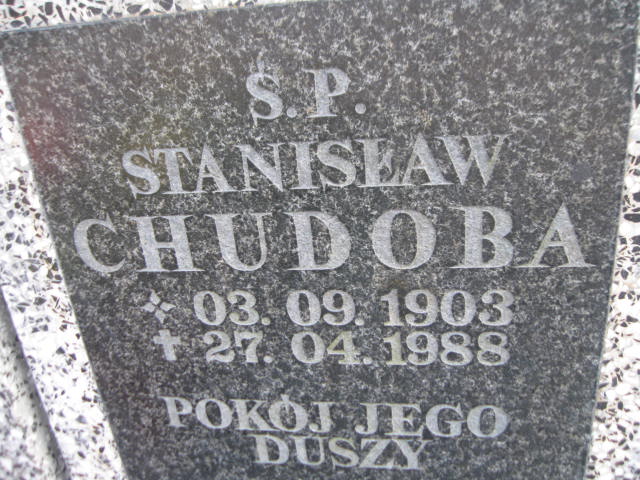 Ś.P.
STANISŁAW
CHUDOBA
03. 09. 1903
✝ 27. 04. 1988
POKÓJ JEGO
DUSZY